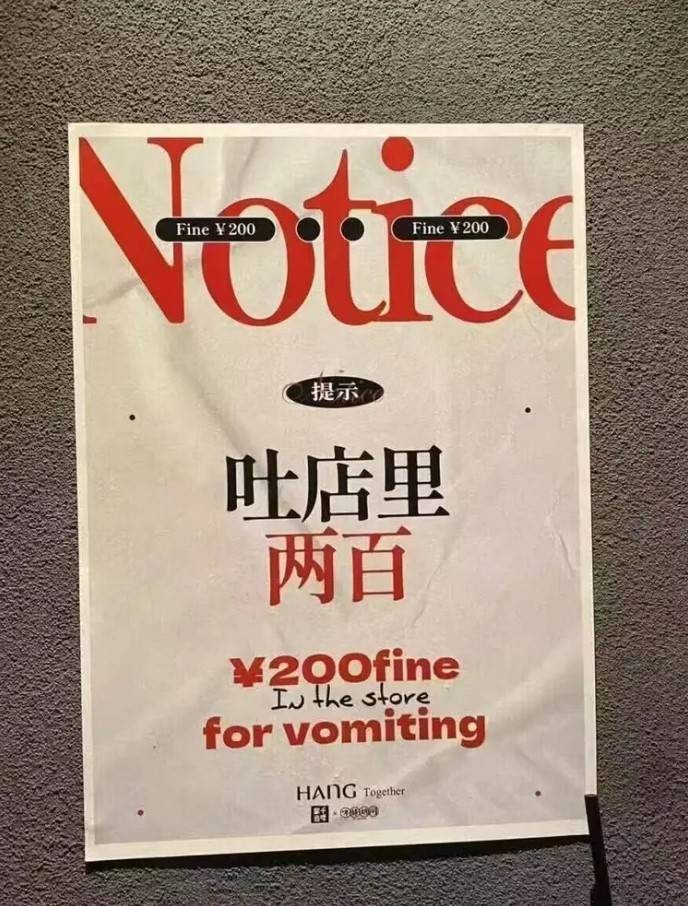 Notice
Fine ¥200 Fine ¥200
提示
吐店里
两百
¥200fine
In the store
for vomiting
HANG Together